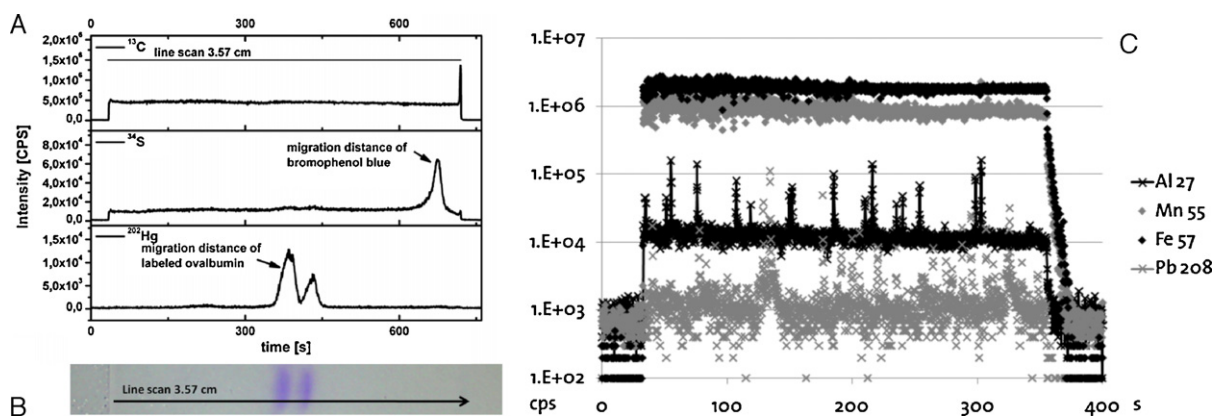 A
0 300 600
Intensity [CPS]
2,0x10⁶
1,5x10⁶
1,0x10⁶
5,0x10⁵
0,0
¹³C
line scan 3.57 cm
8,0x10⁴
6,0x10⁴
4,0x10⁴
2,0x10⁴
0,0
³⁴S
migration distance of
bromophenol blue
1,5x10⁴
1,0x10⁴
5,0x10³
0,0
²⁰²Hg
migration distance of
labeled ovalbumin
0 300 600
time [s]
B
Line scan 3.57 cm
C
1.E+07
1.E+06
1.E+05
1.E+04
1.E+03
1.E+02
cps
0 100 200 300 400 s
Al 27
Mn 55
Fe 57
Pb 208